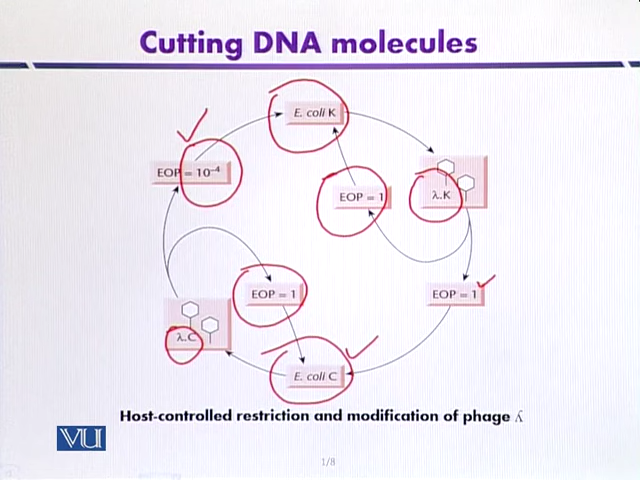 Cutting DNA molecules
E. coli K
EOP = 10⁻⁴
EOP = 1
λ.K
EOP = 1
EOP = 1
λ.C
E. coli C
Host-controlled restriction and modification of phage ʎ
VU
1/8